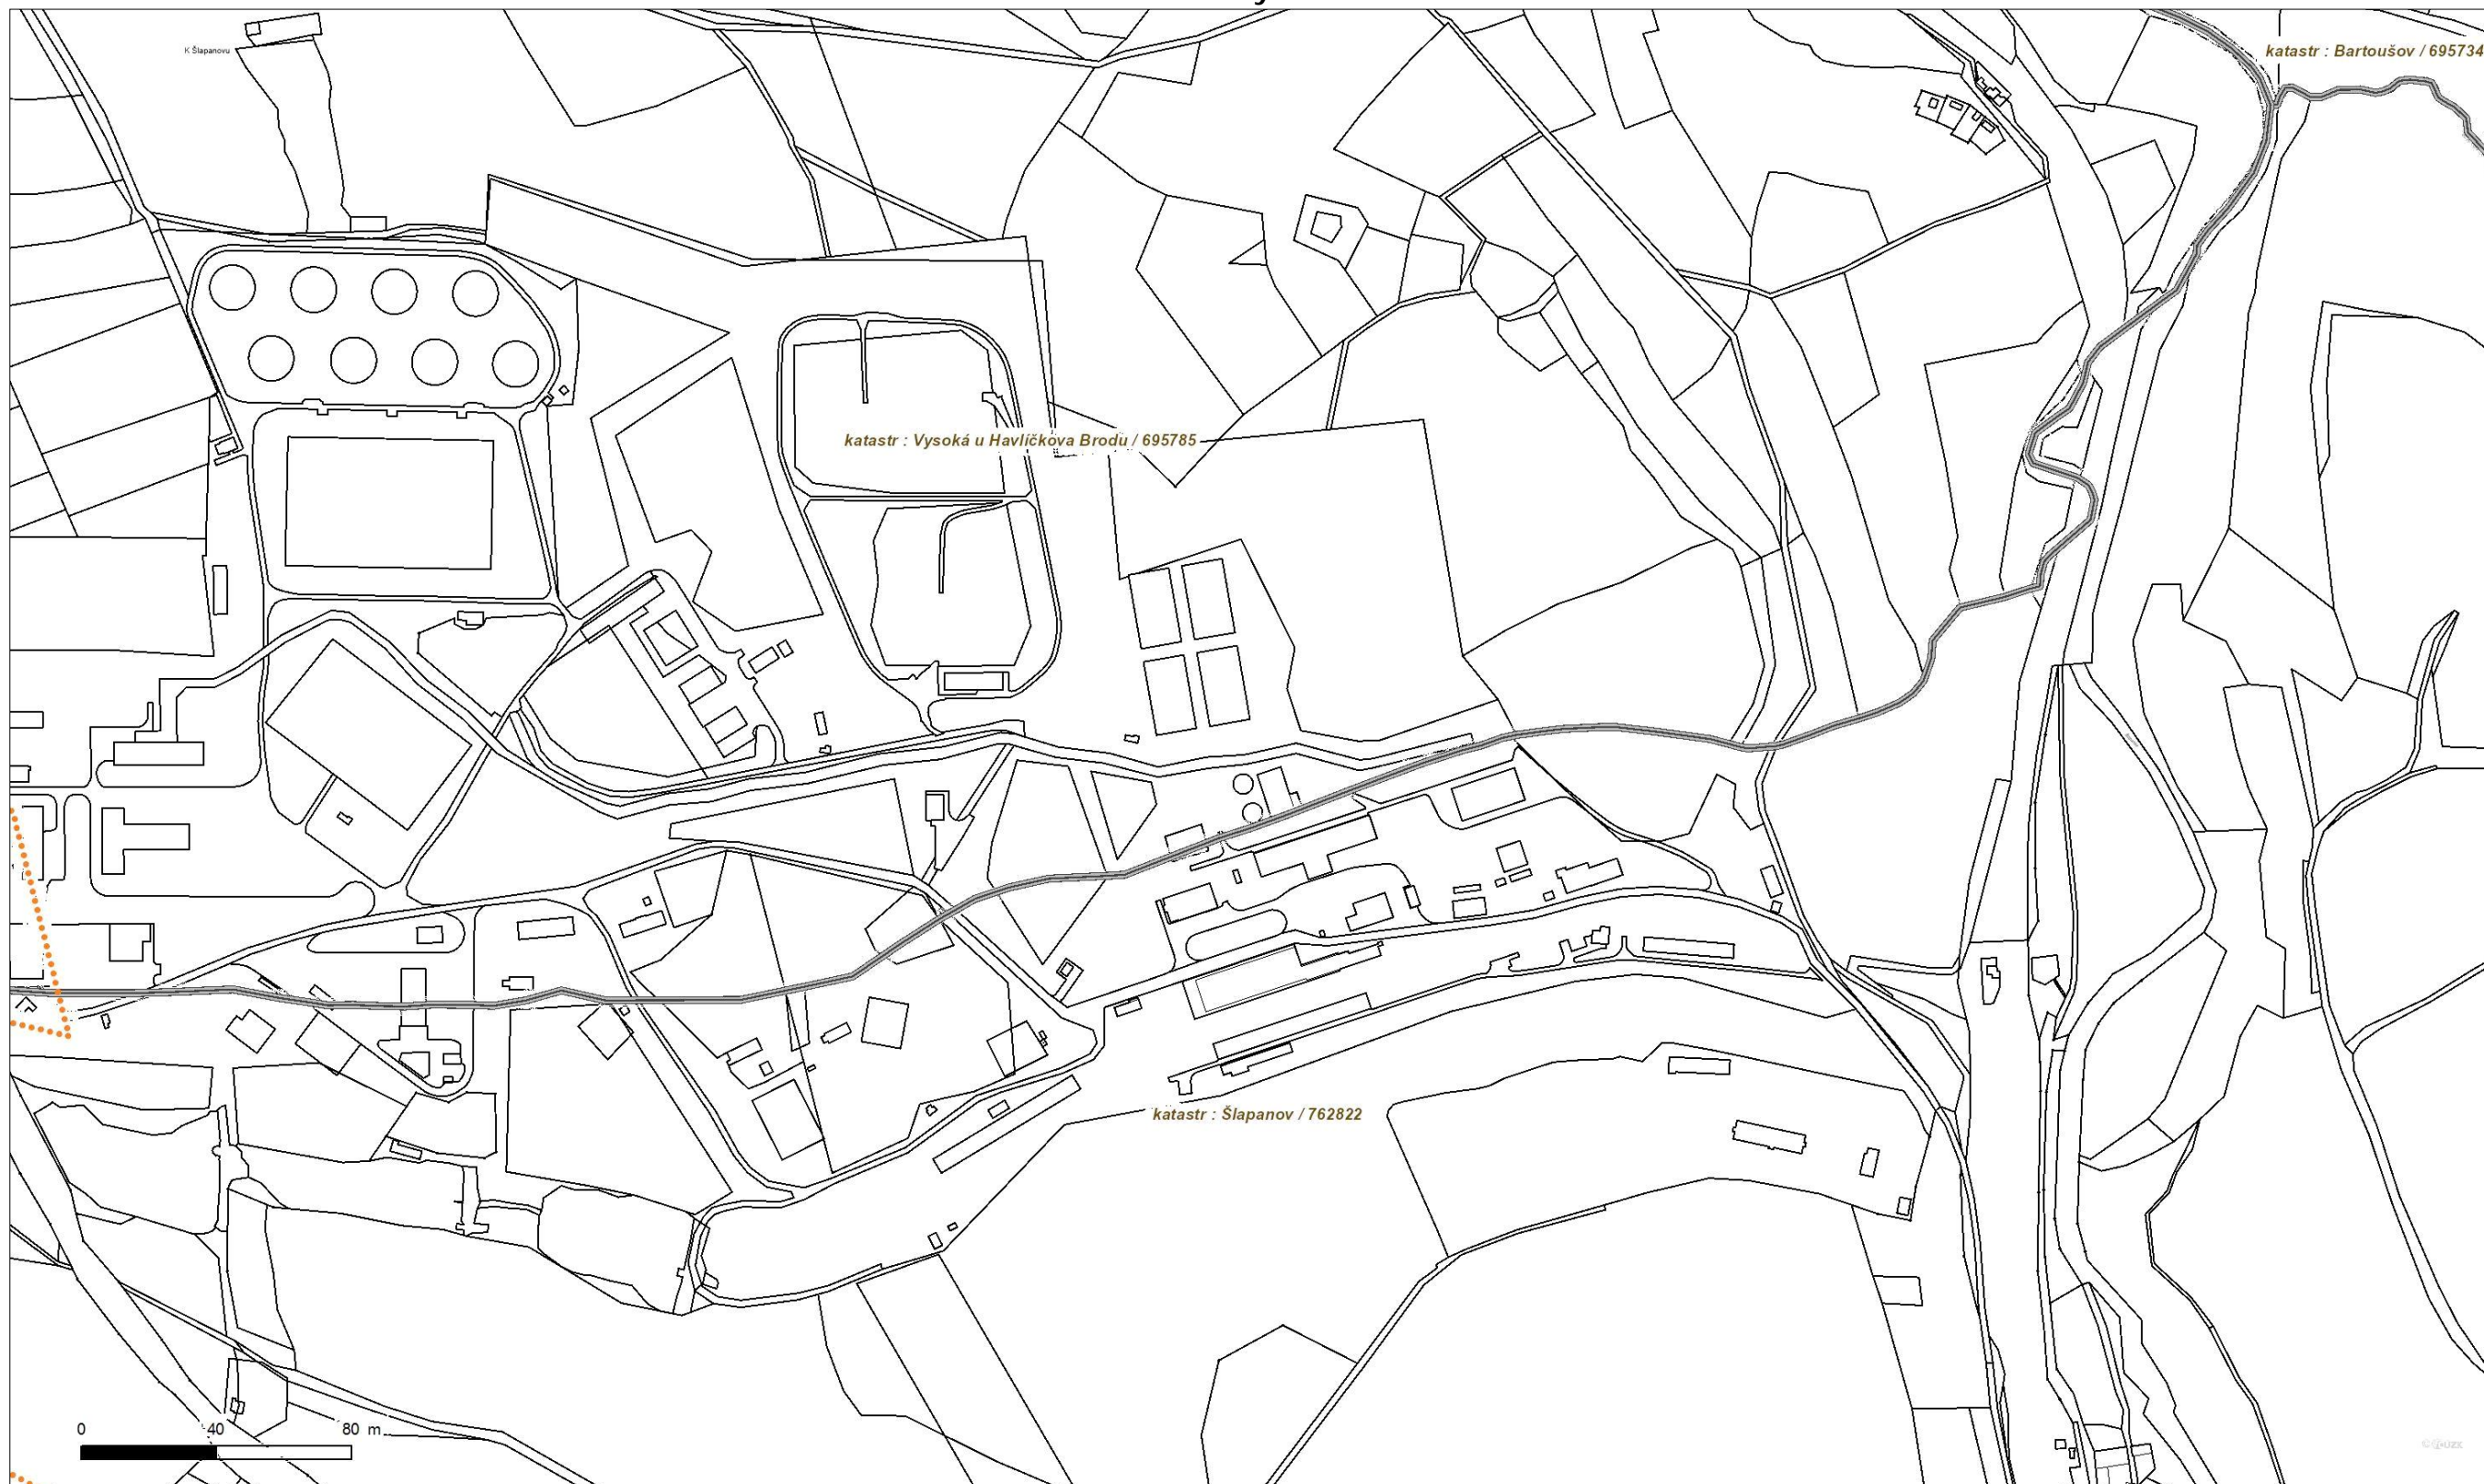 K Šlapanovu
katastr : Bartoušov / 695734
katastr : Vysoká u Havlíčkova Brodu / 695785
katastr : Šlapanov / 762822
0 40 80 m